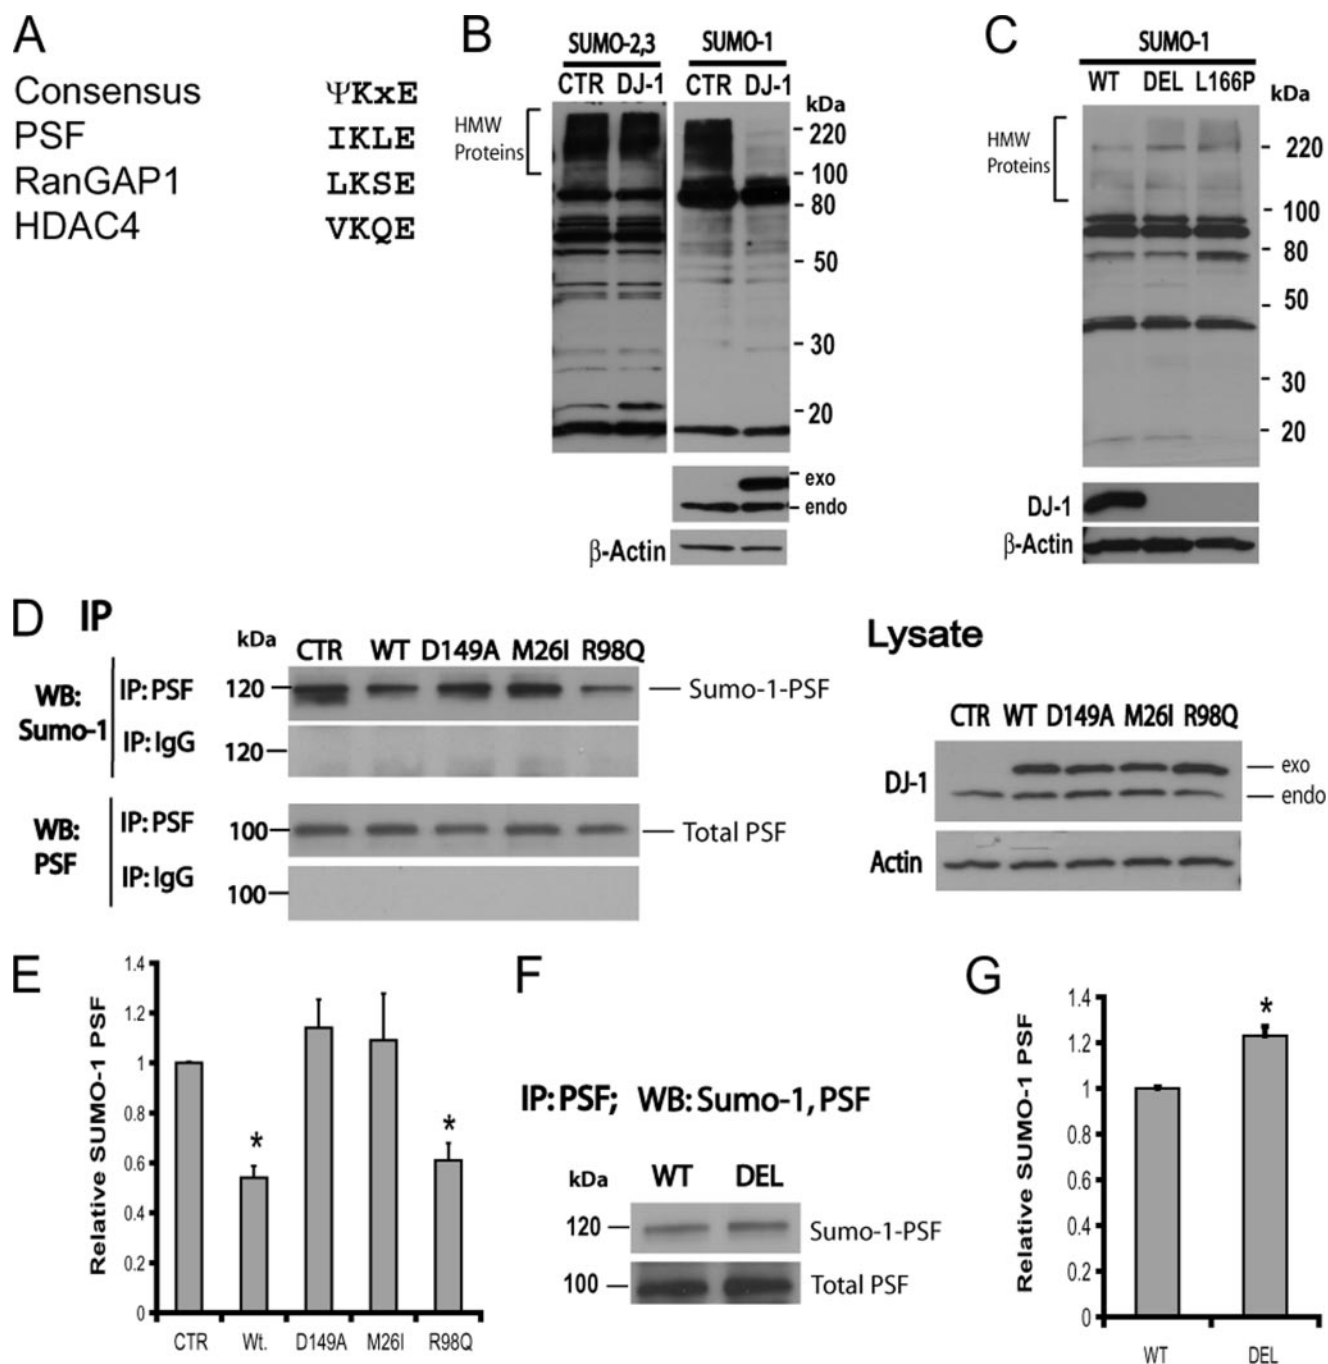 A
Consensus ΨKxE
PSF IKLE
RanGAP1 LKSE
HDAC4 VKQE
B
SUMO-2,3 SUMO-1
CTR DJ-1 CTR DJ-1
kDa
HMW
Proteins
220
100
80
50
30
20
exo
endo
β-Actin
C
SUMO-1
WT DEL L166P
kDa
HMW
Proteins
220
100
80
50
30
20
DJ-1
β-Actin
D IP
kDa CTR WT D149A M26I R98Q
WB:
Sumo-1
IP: PSF 120 Sumo-1-PSF
IP: IgG 120
WB:
PSF
IP: PSF 100 Total PSF
IP: IgG 100
Lysate
CTR WT D149A M26I R98Q
DJ-1
exo
endo
Actin
E
Relative SUMO-1 PSF
1.4
1.2
1
0.8
0.6
0.4
0.2
0
* *
CTR Wt. D149A M26I R98Q
F
IP: PSF; WB: Sumo-1, PSF
kDa WT DEL
120 Sumo-1-PSF
100 Total PSF
G
Relative SUMO-1 PSF
1.4
1.2
1
0.8
0.6
0.4
0.2
0
*
WT DEL